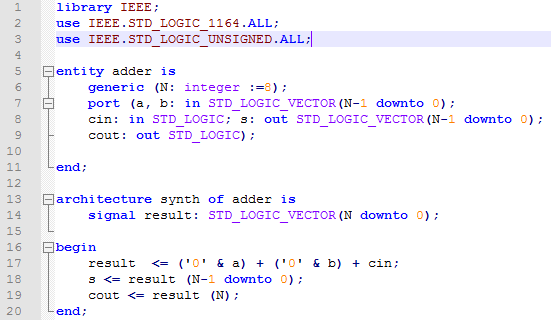 1 library IEEE;
2 use IEEE.STD_LOGIC_1164.ALL;
3 use IEEE.STD_LOGIC_UNSIGNED.ALL;
4
5 entity adder is
6 generic (N: integer :=8);
7 port (a, b: in STD_LOGIC_VECTOR(N-1 downto 0);
8 cin: in STD_LOGIC; s: out STD_LOGIC_VECTOR(N-1 downto 0);
9 cout: out STD_LOGIC);
10
11 end;
12
13 architecture synth of adder is
14 signal result: STD_LOGIC_VECTOR(N downto 0);
15
16 begin
17 result <= ('0' & a) + ('0' & b) + cin;
18 s <= result (N-1 downto 0);
19 cout <= result (N);
20 end;